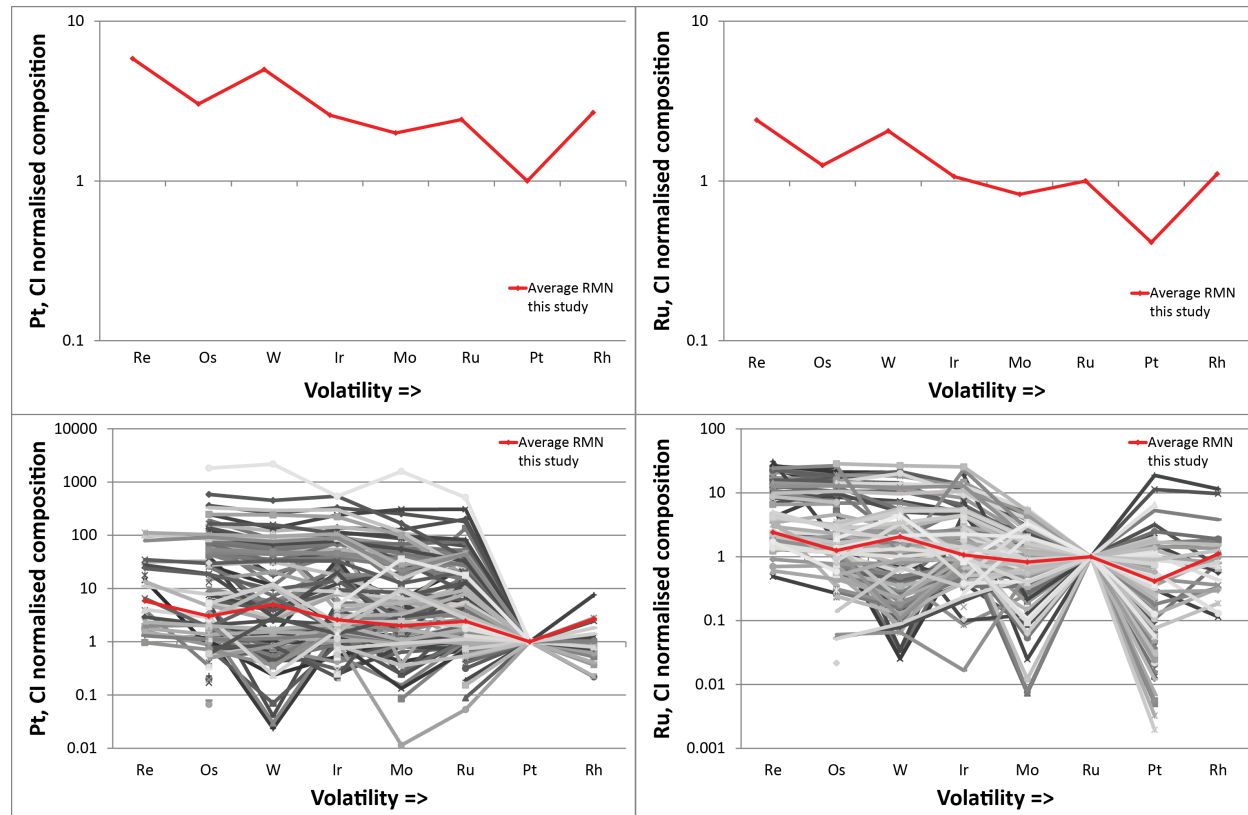 Pt, CI normalised composition
10
1
0.1
Average RMN
this study
Re Os W Ir Mo Ru Pt Rh
Volatility =>
Ru, CI normalised composition
10
1
0.1
Average RMN
this study
Re Os W Ir Mo Ru Pt Rh
Volatility =>
Pt, CI normalised composition
10000
1000
100
10
1
0.1
0.01
Average RMN
this study
Re Os W Ir Mo Ru Pt Rh
Volatility =>
Ru, CI normalised composition
100
10
1
0.1
0.01
0.001
Average RMN
this study
Re Os W Ir Mo Ru Pt Rh
Volatility =>